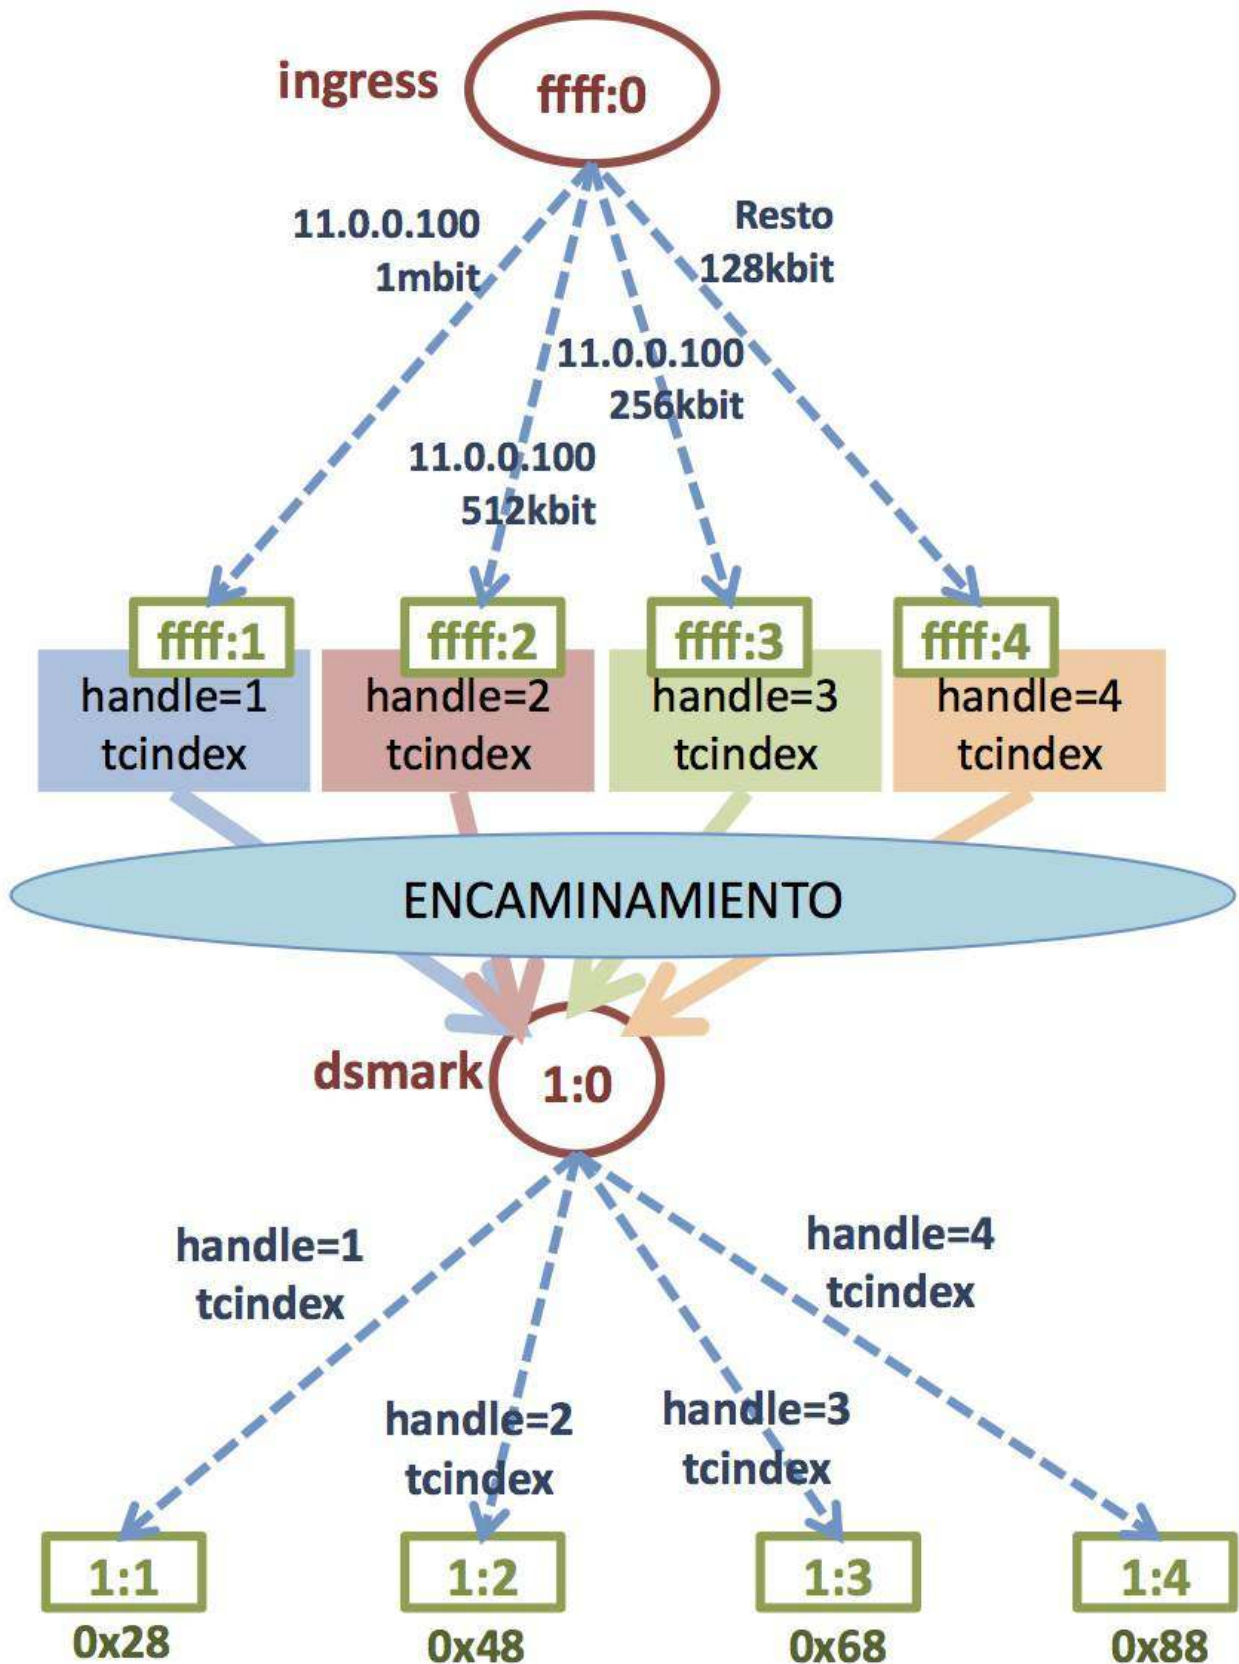 ingress
ffff:0
11.0.0.100
1mbit
Resto
128kbit
11.0.0.100
256kbit
11.0.0.100
512kbit
ffff:1
ffff:2
ffff:3
ffff:4
handle=1
tcindex
handle=2
tcindex
handle=3
tcindex
handle=4
tcindex
ENCAMINAMIENTO
dsmark
1:0
handle=1
tcindex
handle=4
tcindex
handle=2
tcindex
handle=3
tcindex
1:1
1:2
1:3
1:4
0x28
0x48
0x68
0x88